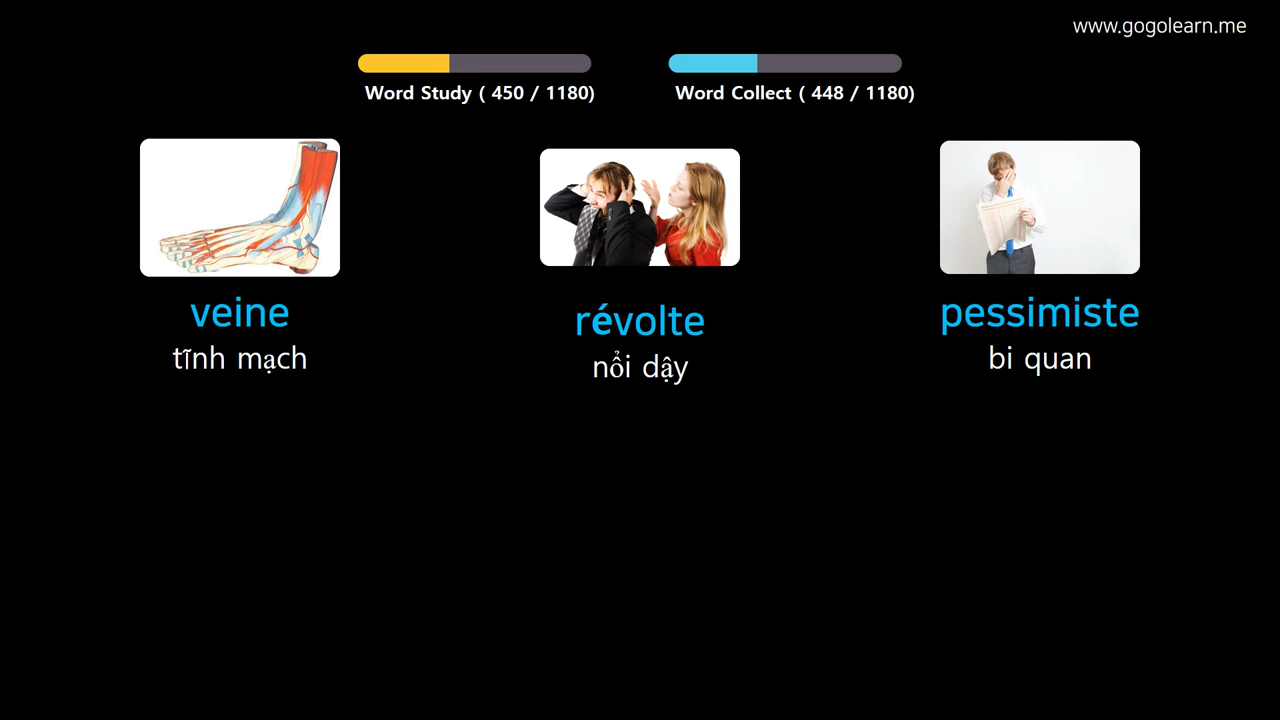 www.gogolearn.me
Word Study ( 450 / 1180)
Word Collect ( 448 / 1180)
veine
tĩnh mạch
révolte
nổi dậy
pessimiste
bi quan